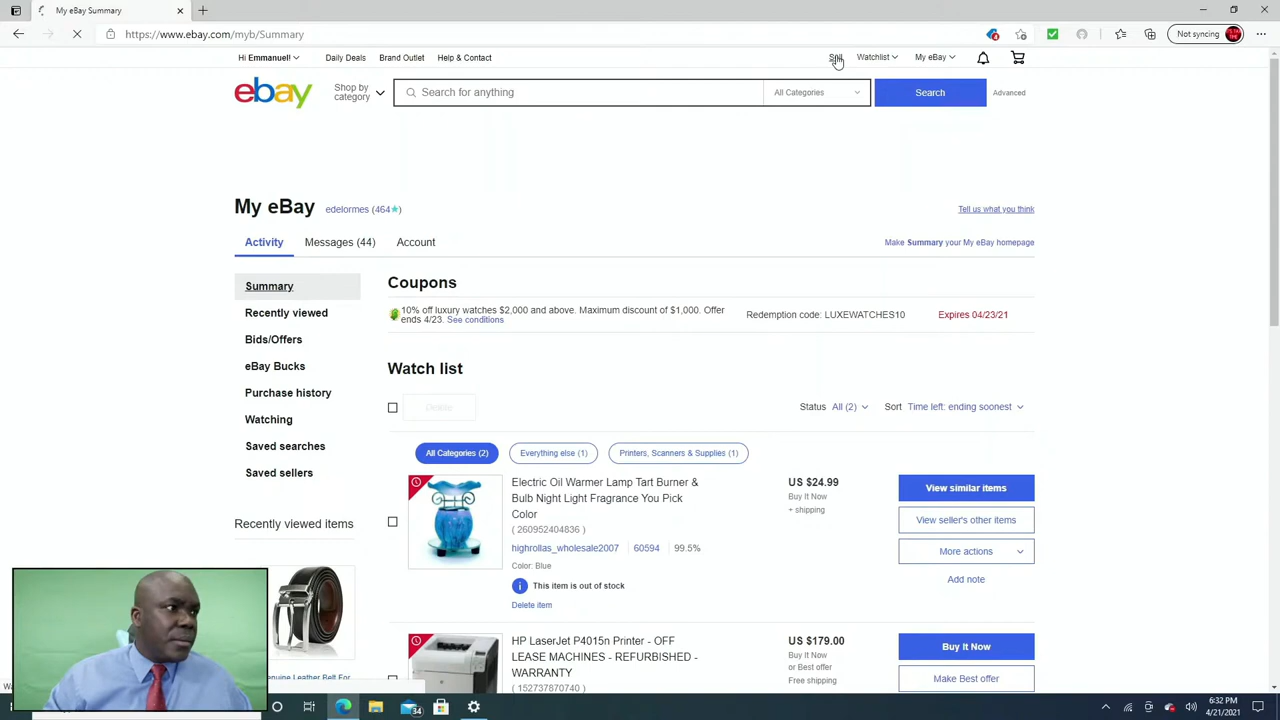 My eBay Summary
https://www.ebay.com/myb/Summary
Not syncing
Hi Emmanuel!
Daily Deals
Brand Outlet
Help & Contact
Sell
Watchlist
My eBay
ebay
Shop by
category
Search for anything
All Categories
Search
Advanced
My eBay
edelormes (464★)
Tell us what you think
Activity
Messages (44)
Account
Make Summary your My eBay homepage
Summary
Recently viewed
Bids/Offers
eBay Bucks
Purchase history
Watching
Saved searches
Saved sellers
Recently viewed items
Coupons
10% off luxury watches $2,000 and above. Maximum discount of $1,000. Offer
ends 4/23. See conditions
Redemption code: LUXEWATCHES10
Expires 04/23/21
Watch list
Delete
Status All (2)
Sort Time left: ending soonest
All Categories (2)
Everything else (1)
Printers, Scanners & Supplies (1)
Electric Oil Warmer Lamp Tart Burner &
Bulb Night Light Fragrance You Pick
Color
( 260952404836 )
highrollas_wholesale2007 60594 99.5%
Color: Blue
This item is out of stock
Delete item
US $24.99
Buy It Now
+ shipping
View similar items
View seller's other items
More actions
Add note
HP LaserJet P4015n Printer - OFF
LEASE MACHINES - REFURBISHED -
WARRANTY
( 152737870740 )
US $179.00
Buy It Now
or Best offer
Free shipping
Buy It Now
Make Best offer
Leather Belt For
34
6:32 PM
4/21/2021